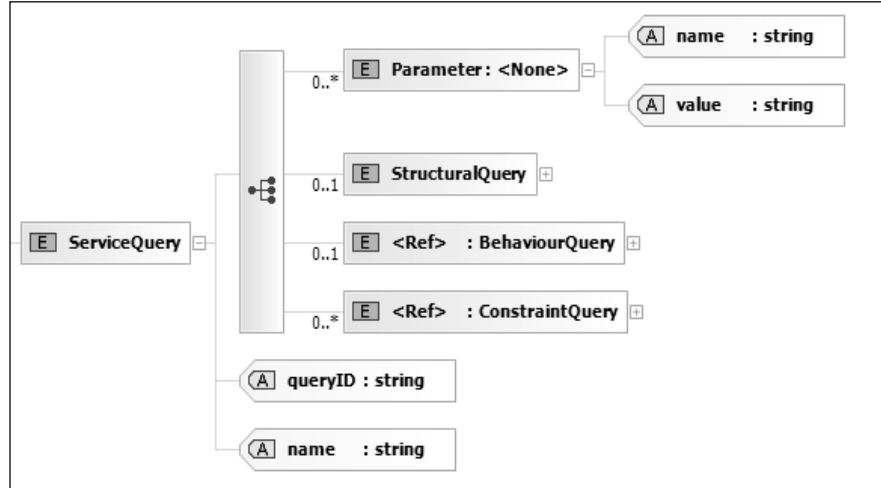 A name : string
0..* E Parameter: <None>
A value : string
0..1 E StructuralQuery
E ServiceQuery
0..1 E <Ref> : BehaviourQuery
0..* E <Ref> : ConstraintQuery
A queryID : string
A name : string